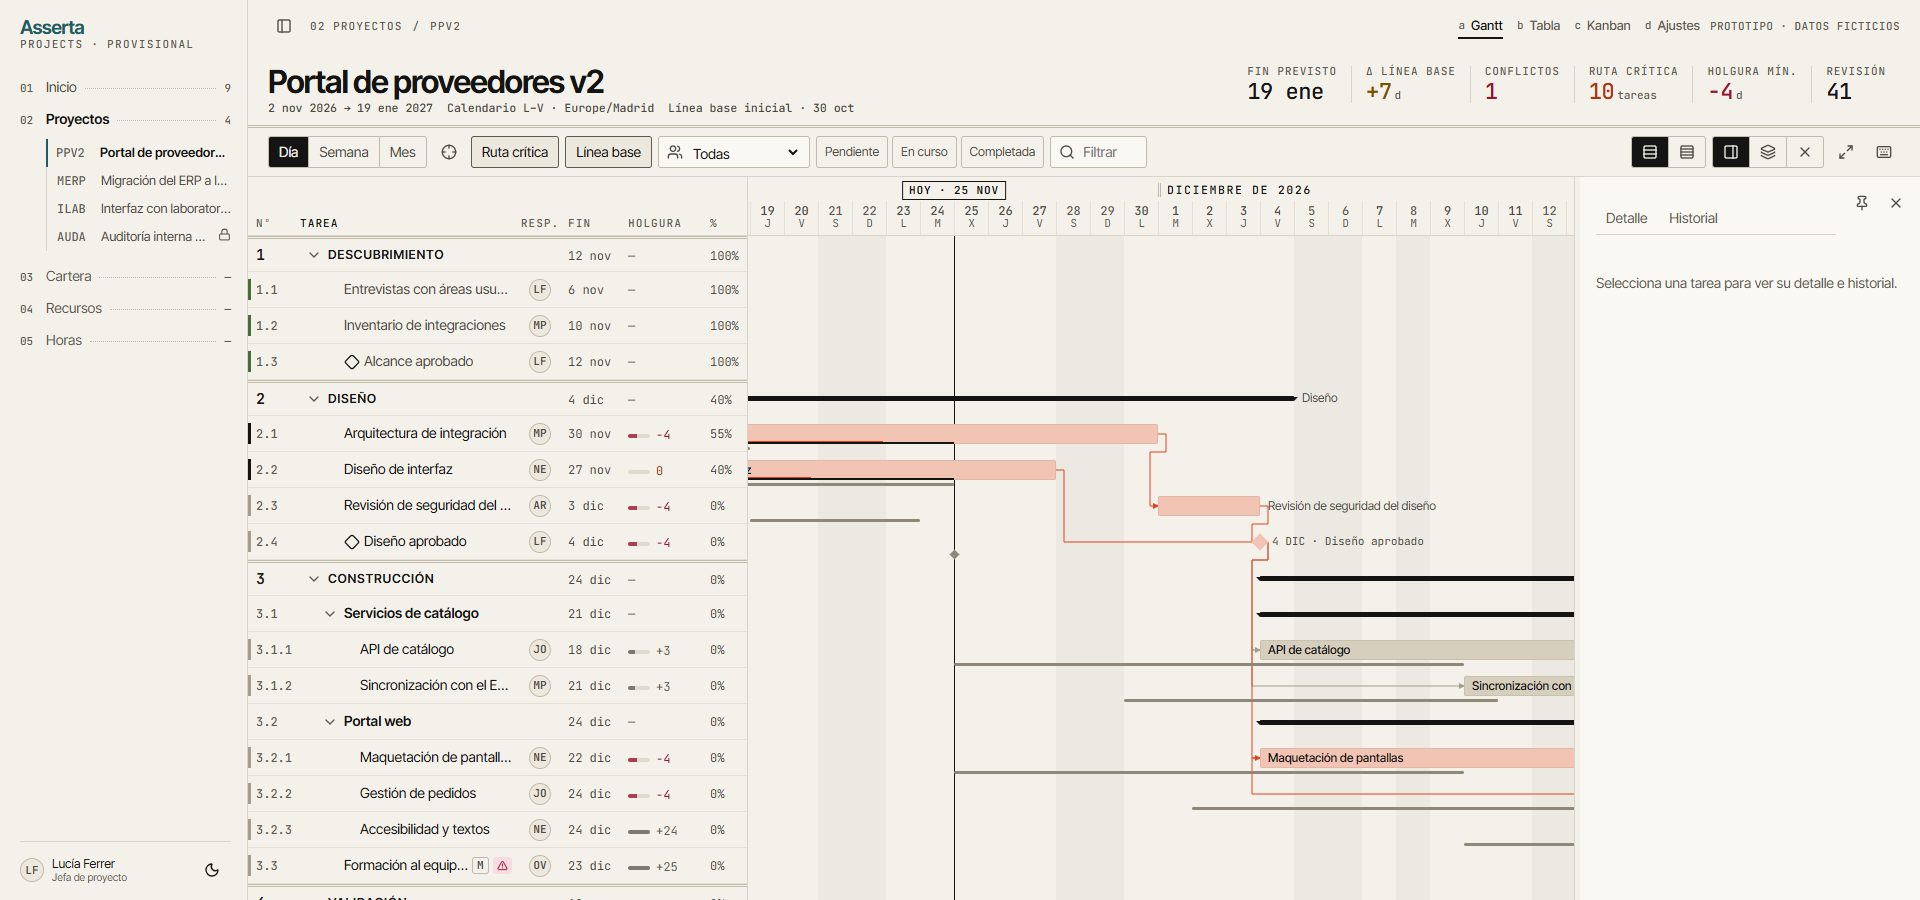 Asserta
PROJECTS · PROVISIONAL
01 Inicio 9
02 Proyectos 4
PPV2 Portal de proveedor...
MERP Migración del ERP a l...
ILAB Interfaz con laborator...
AUDA Auditoría interna ...
03 Cartera –
04 Recursos –
05 Horas –
LF Lucía Ferrer
Jefa de proyecto
02 PROYECTOS / PPV2
a Gantt b Tabla c Kanban d Ajustes PROTOTIPO · DATOS FICTICIOS
Portal de proveedores v2
2 nov 2026 → 19 ene 2027 Calendario L–V · Europe/Madrid Línea base inicial · 30 oct
FIN PREVISTO
19 ene
Δ LÍNEA BASE
+7 d
CONFLICTOS
1
RUTA CRÍTICA
10 tareas
HOLGURA MÍN.
-4 d
REVISIÓN
41
Día Semana Mes Ruta crítica Línea base Todas Pendiente En curso Completada Filtrar
HOY · 25 NOV DICIEMBRE DE 2026
N° TAREA RESP. FIN HOLGURA %
19 20 21 22 23 24 25 26 27 28 29 30 1 2 3 4 5 6 7 8 9 10 11 12
J V S D L M X J V S D L M X J V S D L M X J V S
1 DESCUBRIMIENTO 12 nov – 100%
1.1 Entrevistas con áreas usu... LF 6 nov – 100%
1.2 Inventario de integraciones MP 10 nov – 100%
1.3 Alcance aprobado LF 12 nov – 100%
2 DISEÑO 4 dic – 40%
Diseño
2.1 Arquitectura de integración MP 30 nov -4 55%
2.2 Diseño de interfaz NE 27 nov 0 40%
z
2.3 Revisión de seguridad del ... AR 3 dic -4 0%
Revisión de seguridad del diseño
2.4 Diseño aprobado LF 4 dic -4 0%
4 DIC · Diseño aprobado
3 CONSTRUCCIÓN 24 dic – 0%
3.1 Servicios de catálogo 21 dic – 0%
3.1.1 API de catálogo JO 18 dic +3 0%
API de catálogo
3.1.2 Sincronización con el E... MP 21 dic +3 0%
Sincronización con
3.2 Portal web 24 dic – 0%
3.2.1 Maquetación de pantall... NE 22 dic -4 0%
Maquetación de pantallas
3.2.2 Gestión de pedidos JO 24 dic -4 0%
3.2.3 Accesibilidad y textos NE 24 dic +24 0%
3.3 Formación al equip... M OV 23 dic +25 0%
VALIDACIÓN
Detalle Historial
Selecciona una tarea para ver su detalle e historial.